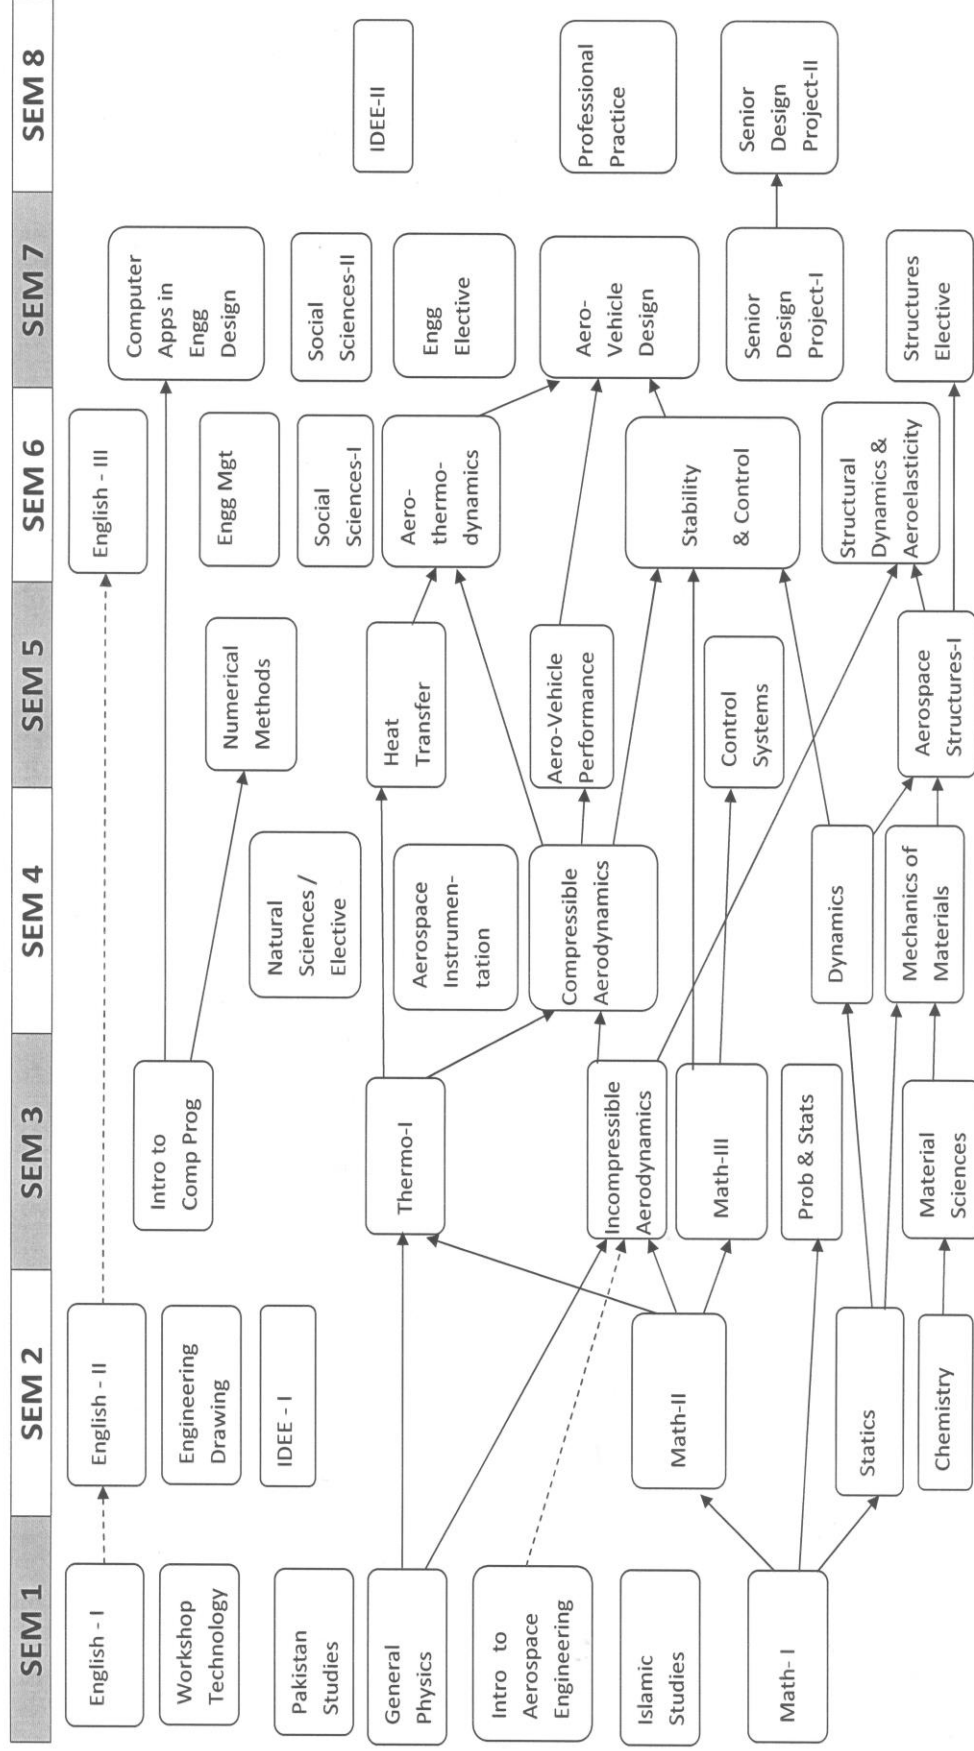 SEM 1
SEM 2
SEM 3
SEM 4
SEM 5
SEM 6
SEM 7
SEM 8
English - I
Workshop
Technology
Pakistan
Studies
General
Physics
Intro to
Aerospace
Engineering
Islamic
Studies
Math- I
English - II
Engineering
Drawing
IDEE - I
Math-II
Statics
Chemistry
Intro to
Comp Prog
Thermo-I
Incompressible
Aerodynamics
Math-III
Prob & Stats
Material
Sciences
Natural
Sciences /
Elective
Aerospace
Instrumen-
tation
Compressible
Aerodynamics
Dynamics
Mechanics of
Materials
Numerical
Methods
Heat
Transfer
Aero-Vehicle
Performance
Control
Systems
Aerospace
Structures-I
English - III
Engg Mgt
Social
Sciences-I
Aero-
thermo-
dynamics
Stability
& Control
Structural
Dynamics &
Aeroelasticity
Computer
Apps in
Engg
Design
Social
Sciences-II
Engg
Elective
Aero-
Vehicle
Design
Senior
Design
Project-I
Structures
Elective
IDEE-II
Professional
Practice
Senior
Design
Project-II